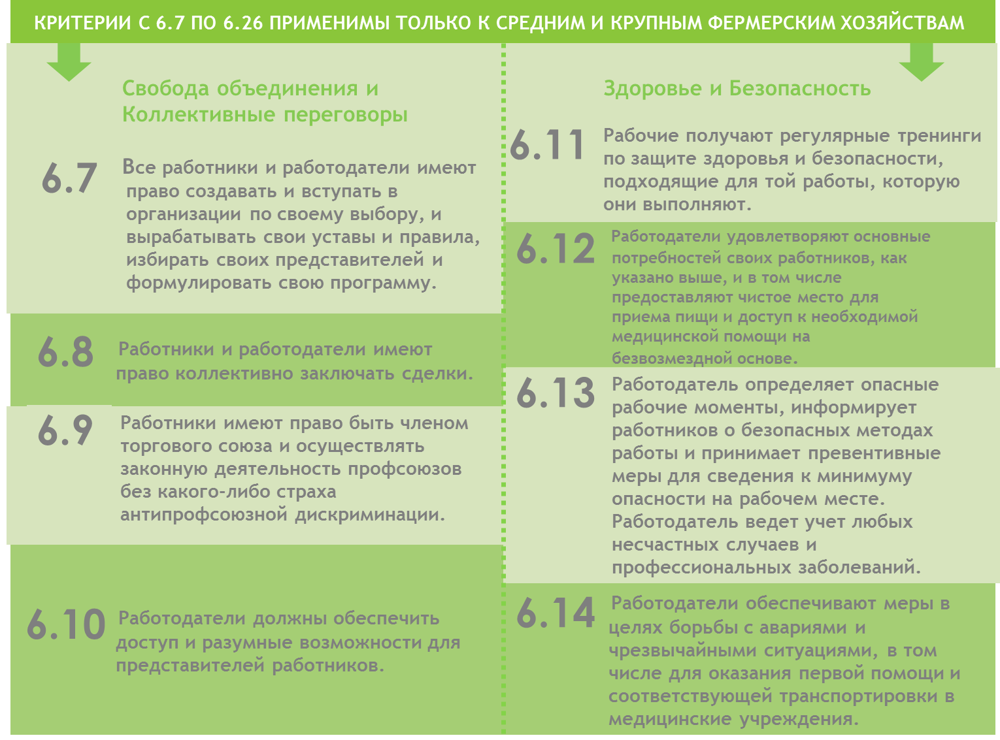 КРИТЕРИИ С 6.7 ПО 6.26 ПРИМЕНИМЫ ТОЛЬКО К СРЕДНИМ И КРУПНЫМ ФЕРМЕРСКИМ ХОЗЯЙСТВАМ
Свобода объединения и
Коллективные переговоры
6.7
Все работники и работодатели имеют
право создавать и вступать в
организации по своему выбору, и
вырабатывать свои уставы и правила,
избирать своих представителей и
формулировать свою программу.
6.8
Работники и работодатели имеют
право коллективно заключать сделки.
6.9
Работники имеют право быть членом
торгового союза и осуществлять
законную деятельность профсоюзов
без какого-либо страха
антипрофсоюзной дискриминации.
6.10
Работодатели должны обеспечить
доступ и разумные возможности для
представителей работников.
Здоровье и Безопасность
6.11
Рабочие получают регулярные тренинги
по защите здоровья и безопасности,
подходящие для той работы, которую
они выполняют.
6.12
Работодатели удовлетворяют основные
потребностей своих работников, как
указано выше, и в том числе
предоставляют чистое место для
приема пищи и доступ к необходимой
медицинской помощи на
безвозмездной основе.
6.13
Работодатель определяет опасные
рабочие моменты, информирует
работников о безопасных методах
работы и принимает превентивные
меры для сведения к минимуму
опасности на рабочем месте.
Работодатель ведет учет любых
несчастных случаев и
профессиональных заболеваний.
6.14
Работодатели обеспечивают меры в
целях борьбы с авариями и
чрезвычайными ситуациями, в том
числе для оказания первой помощи и
соответствующей транспортировки в
медицинские учреждения.